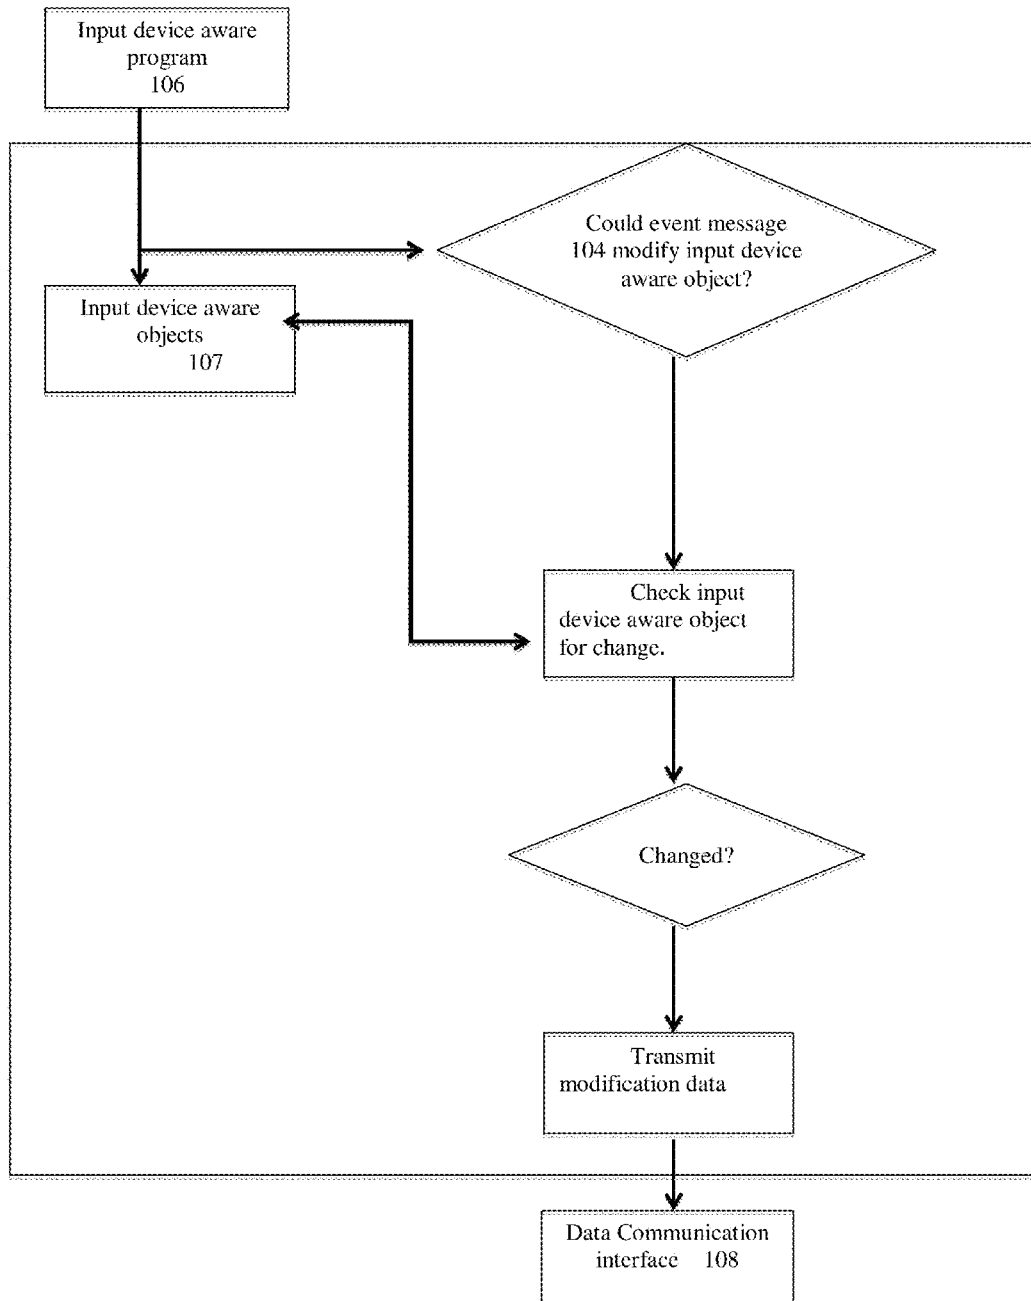 Input device aware
program
106
Could event message
104 modify input device
aware object?
Input device aware
objects
107
Check input
device aware object
for change.
Changed?
Transmit
modification data
Data Communication
interface 108